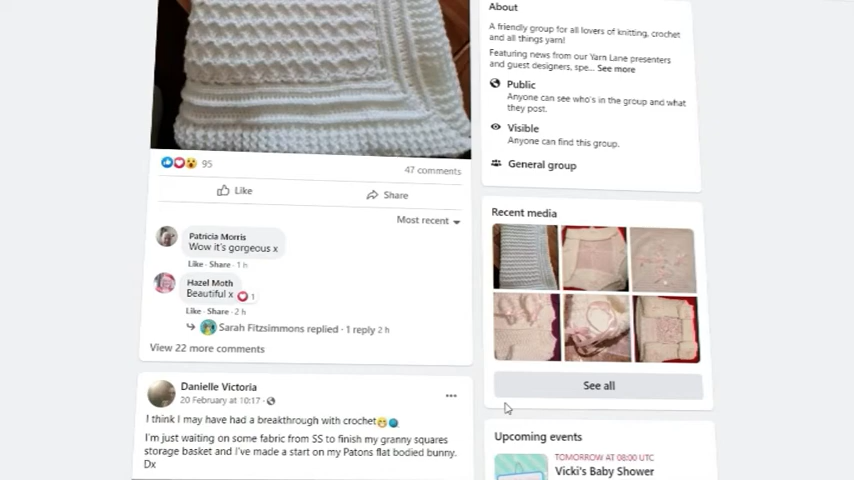 95
47 comments
Like
Share
Most recent
Patricia Morris
Wow it's gorgeous x
Like · Share · 1 h
Hazel Moth
Beautiful x
1
Like · Share · 2 h
Sarah Fitzsimmons replied · 1 reply 2 h
View 22 more comments
Danielle Victoria
20 February at 10:17 ·
I think I may have had a breakthrough with crochet
I'm just waiting on some fabric from SS to finish my granny squares
storage basket and I've made a start on my Patons flat bodied bunny.
Dx
About
A friendly group for all lovers of knitting, crochet
and all things yarn!
Featuring news from our Yarn Lane presenters
and guest designers, spe... See more
Public
Anyone can see who's in the group and what
they post.
Visible
Anyone can find this group.
General group
Recent media
See all
Upcoming events
TOMORROW AT 08:00 UTC
Vicki's Baby Shower